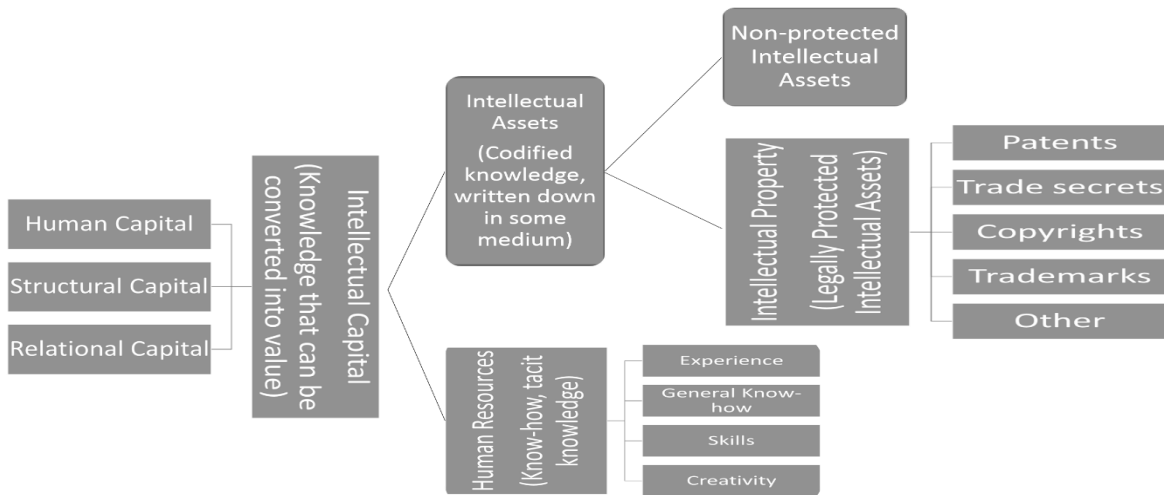 Human Capital
Structural Capital
Relational Capital
Intellectual Capital
(Knowledge that can be
converted into value)
Intellectual
Assets
(Codified
knowledge,
written down
in some
medium)
Human Resources
(Know-how, tacit
knowledge)
Non-protected
Intellectual
Assets
Intellectual Property
(Legally Protected
Intellectual Assets)
Patents
Trade secrets
Copyrights
Trademarks
Other
Experience
General Know-
how
Skills
Creativity